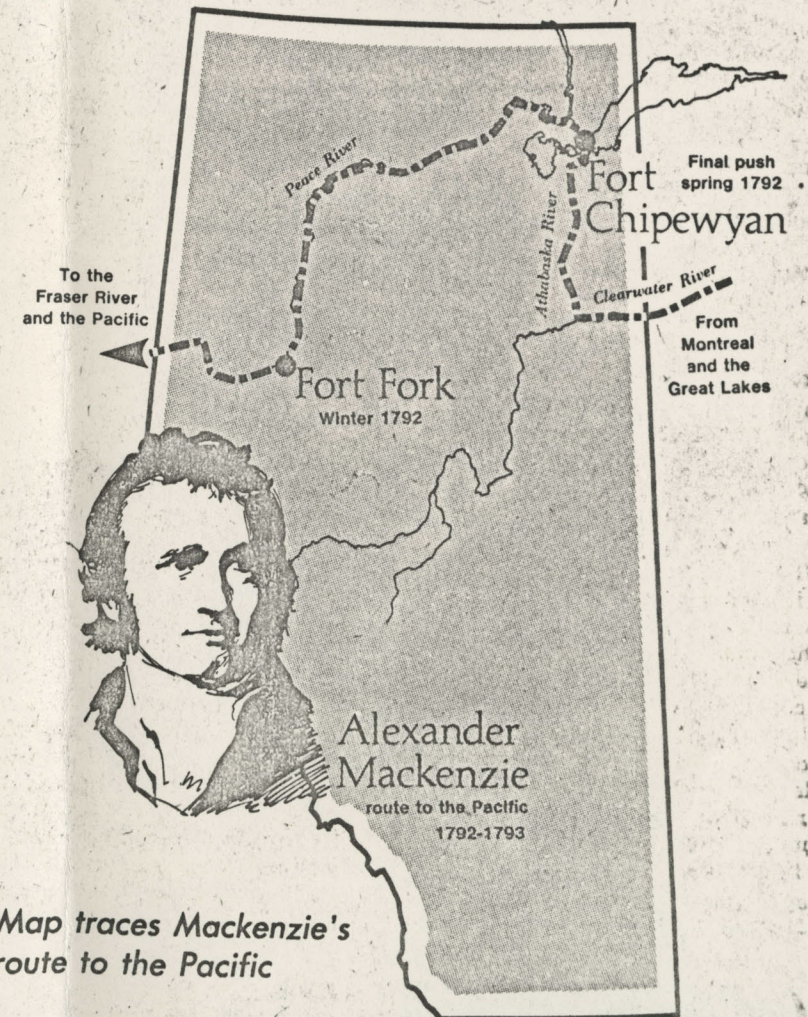 Peace River
Fort
Chipewyan
Final push
spring 1792
Athabaska River
Clearwater River
To the
Fraser River
and the Pacific
From
Montreal
and the
Great Lakes
Fort Fork
Winter 1792
Alexander
Mackenzie
route to the Pacific
1792-1793
Map traces Mackenzie's
route to the Pacific